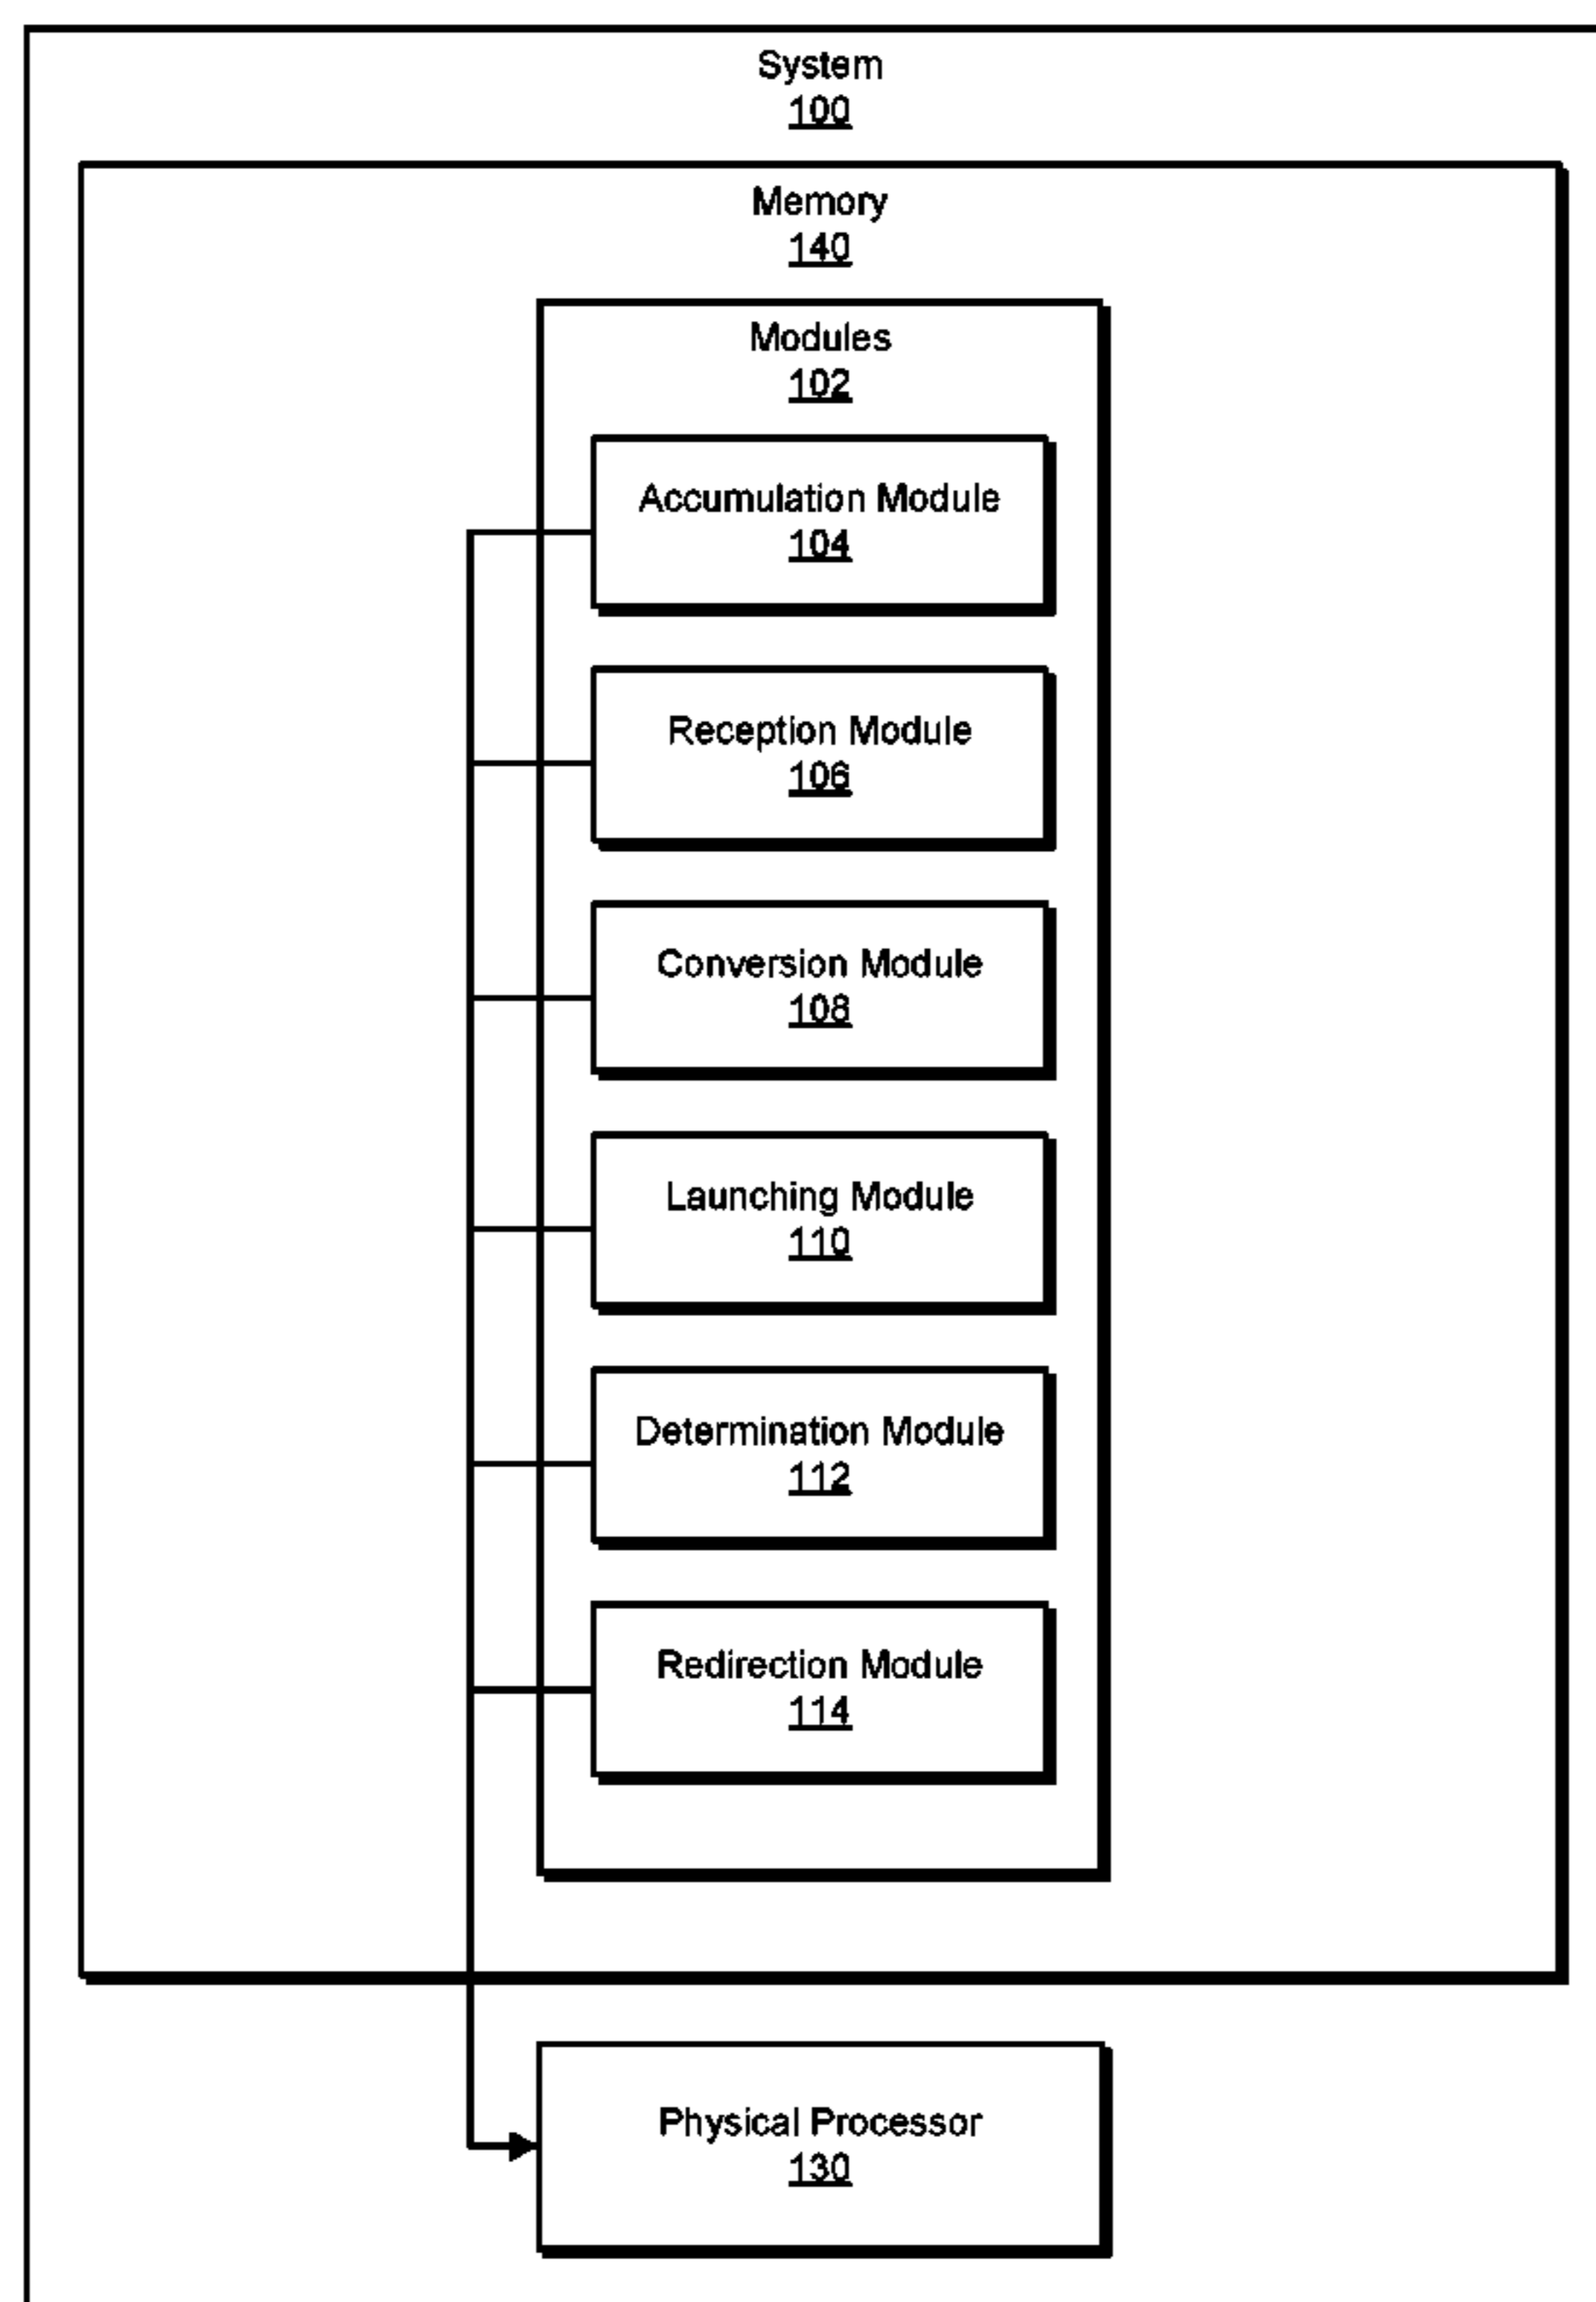 System
100
Memory
140
Modules
102
Accumulation Module
104
Reception Module
106
Conversion Module
108
Launching Module
110
Determination Module
112
Redirection Module
114
Physical Processor
130